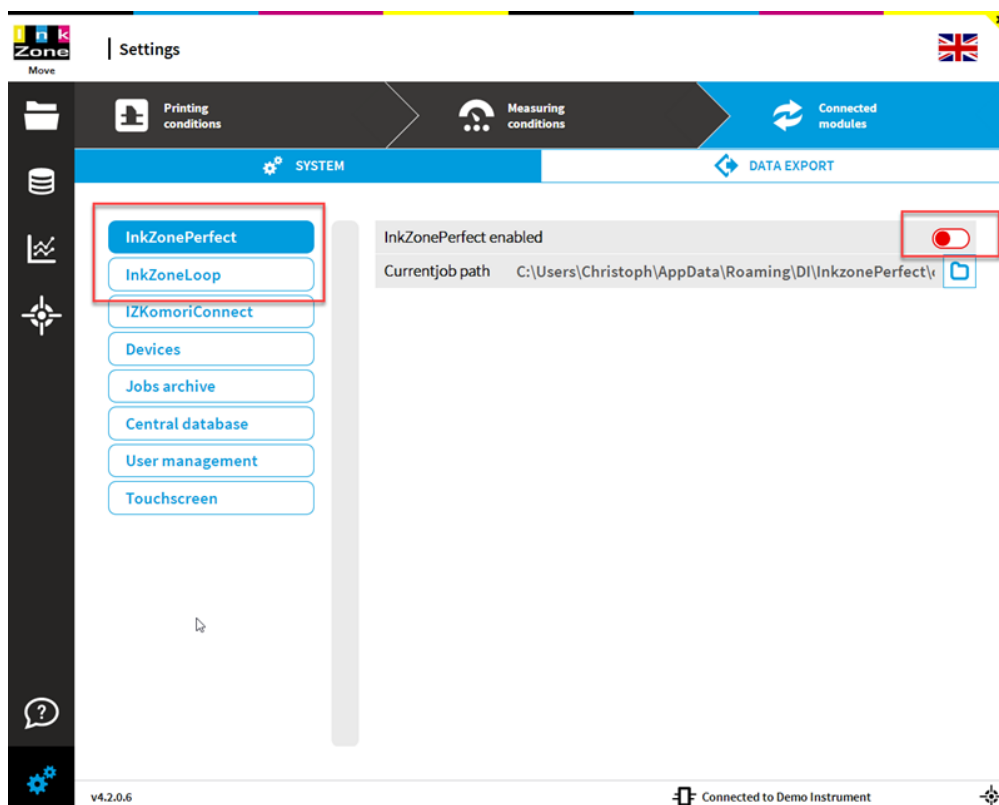 Ink
Zone
Move
Settings
Printing
conditions
Measuring
conditions
Connected
modules
SYSTEM
DATA EXPORT
InkZonePerfect
InkZoneLoop
IZKomoriConnect
Devices
Jobs archive
Central database
User management
Touchscreen
InkZonePerfect enabled
Currentjob path C:\Users\Christoph\AppData\Roaming\DI\InkzonePerfect\
v4.2.0.6
Connected to Demo Instrument